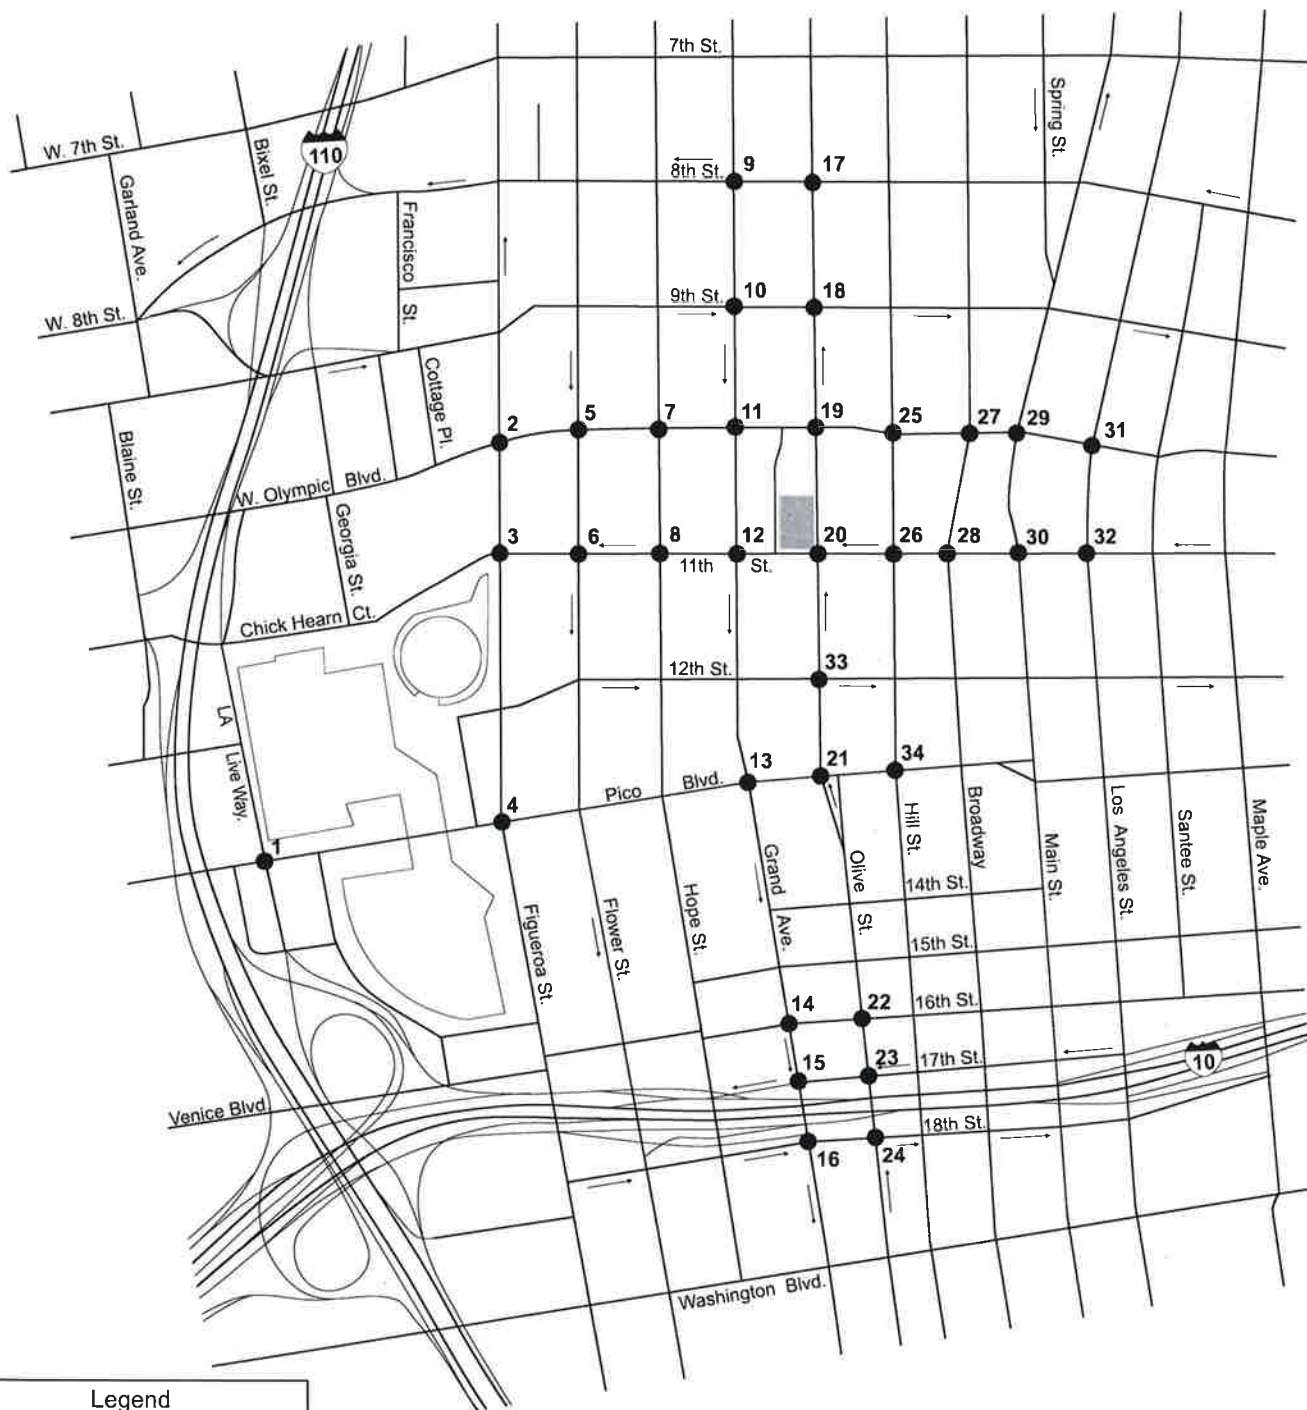 7th St.
W. 7th St.
Bixel St.
110
Spring St.
9
17
8th St.
Garland Ave.
Francisco St.
9th St.
10
18
W. 8th St.
Cottage Pl.
2
5
7
11
19
25
27
29
31
Blaine St.
W. Olympic Blvd.
Georgia St.
3
6
8
12
20
26
28
30
32
11th St.
Chick Hearn Ct.
12th St.
33
LA Live Way.
13
21
34
Pico Blvd.
4
1
Grand Ave.
Olive St.
Hill St.
Broadway
Main St.
Los Angeles St.
Santee St.
Maple Ave.
14th St.
Figueroa St.
Flower St.
Hope St.
15th St.
14
22
16th St.
15
23
17th St.
10
Venice Blvd.
16
24
18th St.
Washington Blvd.
Legend